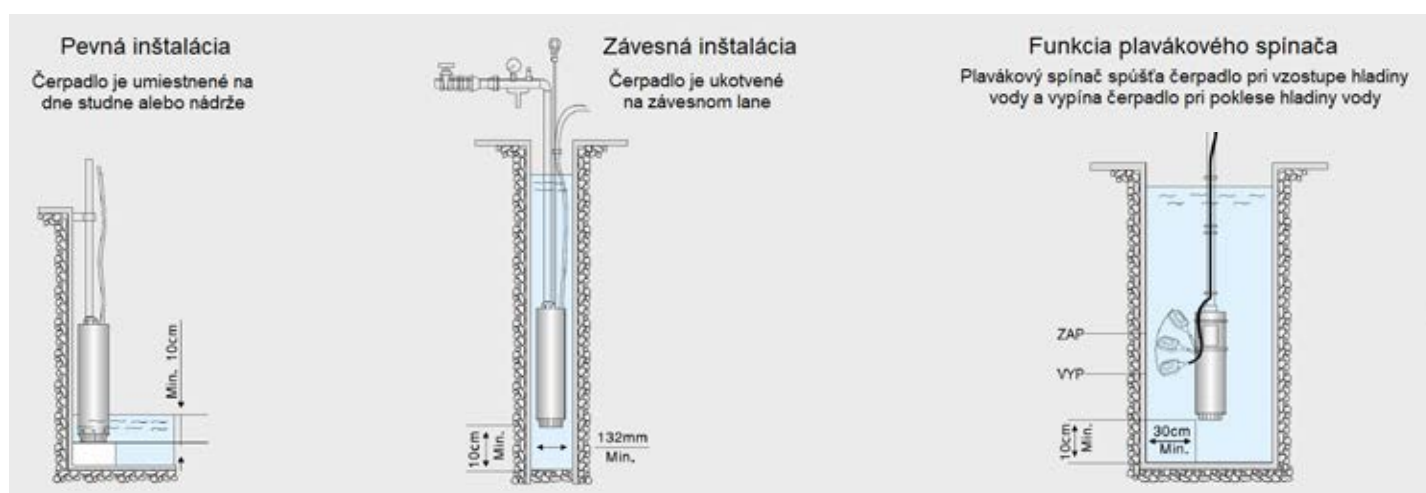 Pevná inštalácia
Čerpadlo je umiestnené na
dne studne alebo nádrže
Min. 10cm
Závesná inštalácia
Čerpadlo je ukotvené
na závesnom lane
10cm
Min.
132mm
Min.
Funkcia plavákového spínača
Plavákový spínač spúšťa čerpadlo pri vzostupe hladiny
vody a vypína čerpadlo pri poklese hladiny vody
ZAP
VYP
10cm
Min.
30cm
Min.